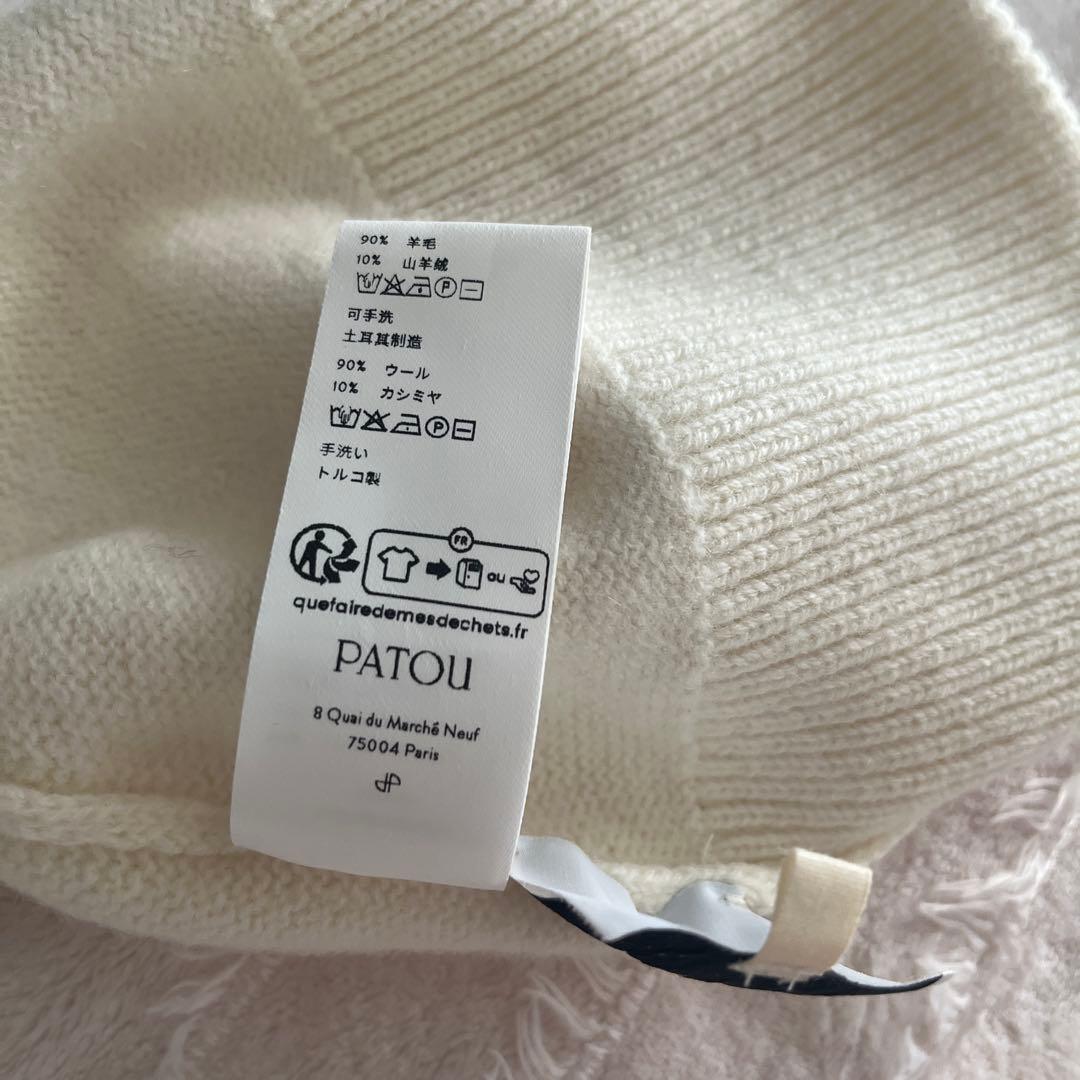 90% 羊毛
10% 山羊绒
P
可手洗
土耳其制造
90% ウール
10% カシミヤ
P
手洗い
トルコ製
FR
ou
quefairedemesdechets.fr
PATOU
8 Quai du Marché Neuf
75004 Paris
JP